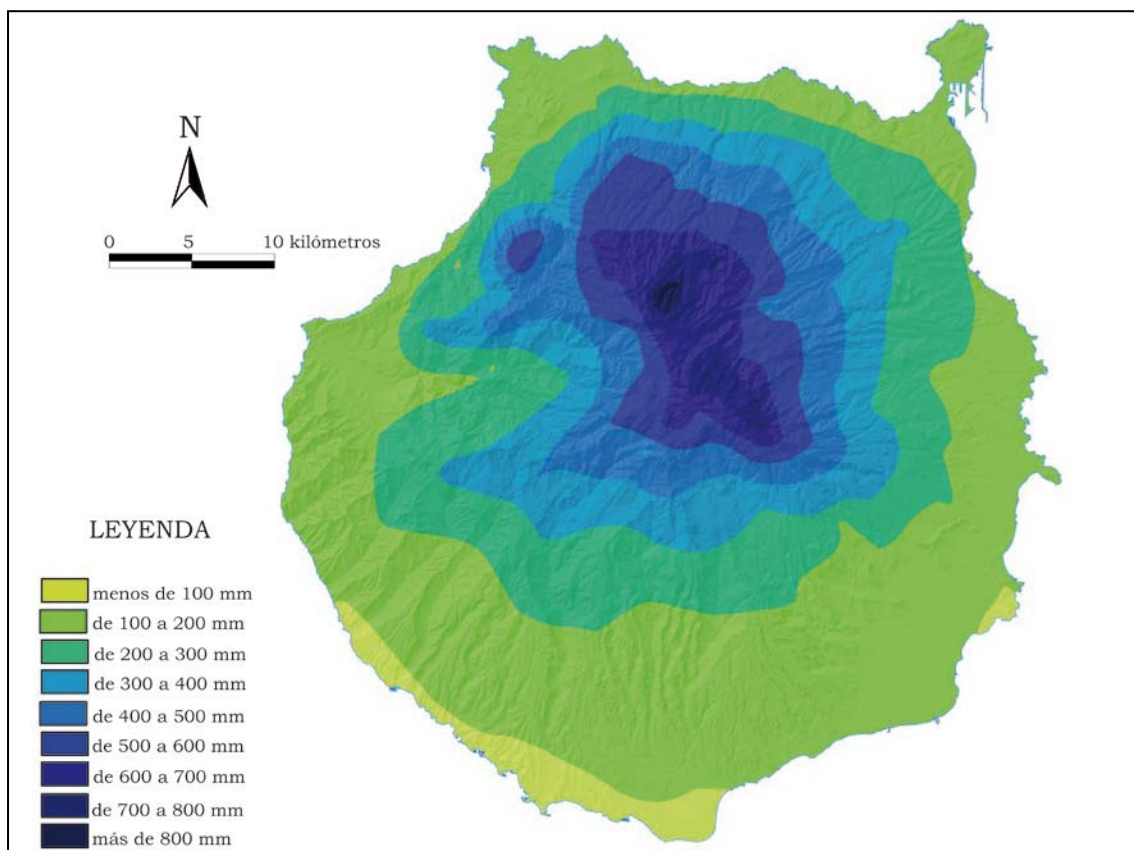 N
0 5 10 kilómetros
LEYENDA
menos de 100 mm
de 100 a 200 mm
de 200 a 300 mm
de 300 a 400 mm
de 400 a 500 mm
de 500 a 600 mm
de 600 a 700 mm
de 700 a 800 mm
más de 800 mm